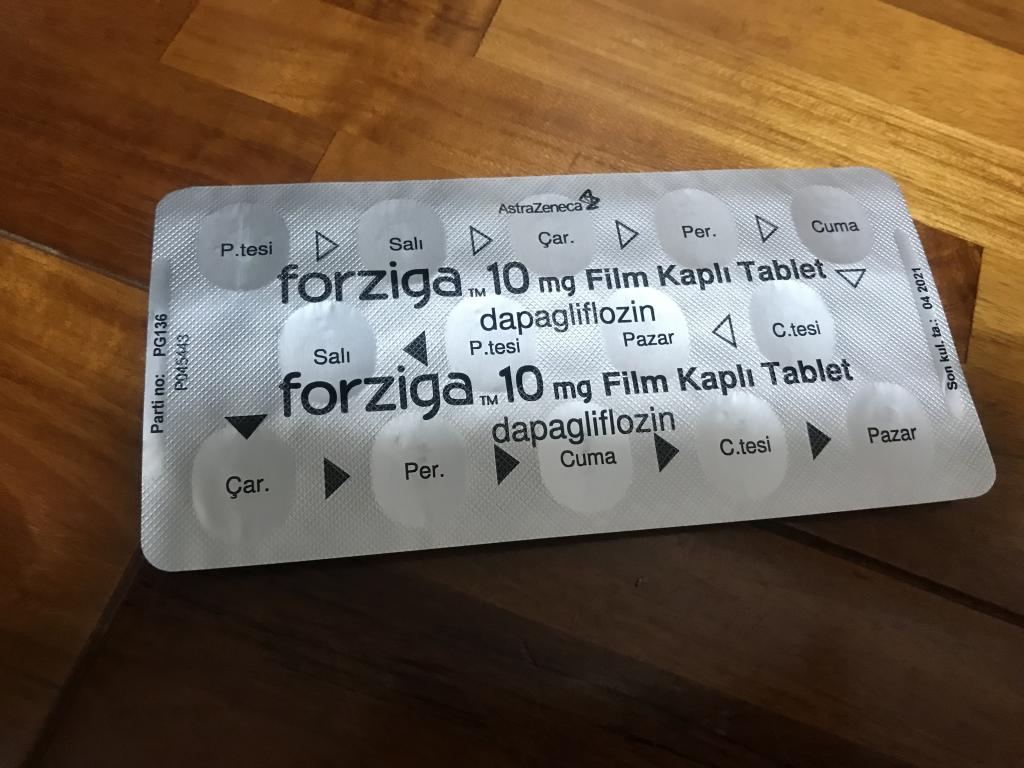 AstraZeneca
P.tesi Salı Çar. Per. Cuma
forziga™ 10 mg Film Kaplı Tablet
dapagliflozin
Salı P.tesi Pazar C.tesi
forziga™ 10 mg Film Kaplı Tablet
dapagliflozin
Çar. Per. Cuma C.tesi Pazar
Parti no: PG136
P045443
Son kul. ta.: 04 2021